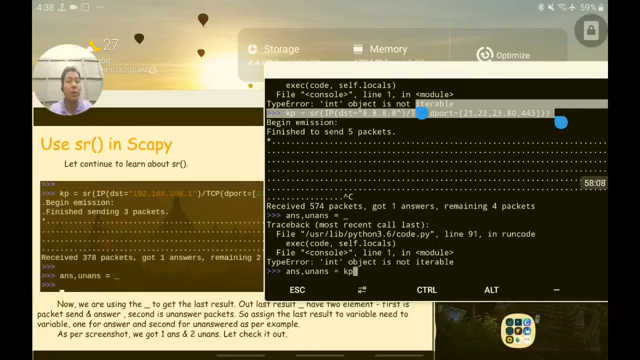 4:38
59%
27°
Storage
Memory
Optimize
exec(code, self.locals)
File "<console>", line 1, in <module>
TypeError: 'int' object is not iterable
>>> kp = sr(IP(dst="8.8.8.8")/T dport=[21,22,23,80,443]))
Begin emission:
Finished to send 5 packets.
*................
................^C
Received 574 packets, got 1 answers, remaining 4 packets
>>> ans,unans = _
Traceback (most recent call last):
File "/usr/lib/python3.6/code.py", line 91, in runcode
exec(code, self.locals)
File "<console>", line 1, in <module>
TypeError: 'int' object is not iterable
>>> ans,unans = kp
58:08
ESC
CTRL
ALT
Use sr() in Scapy
Let continue to learn about sr().
>>>
>>> kp = sr(IP(dst="192.168.100.1")/TCP(dport=[2
.Begin emission:
.Finished sending 3 packets.
Received 378 packets, got 1 answers, remaining 2
>>> ans,unans = _
>>>
Now, we are using the _ to get the last result. Out last result _ have two element - first is
packet send & answer , second is unanswer packets. So assign the last result to variable need to
variable, one for answer and second for unanswered as per example.
As per screenshot, we got 1 ans & 2 unans. Let check it out.